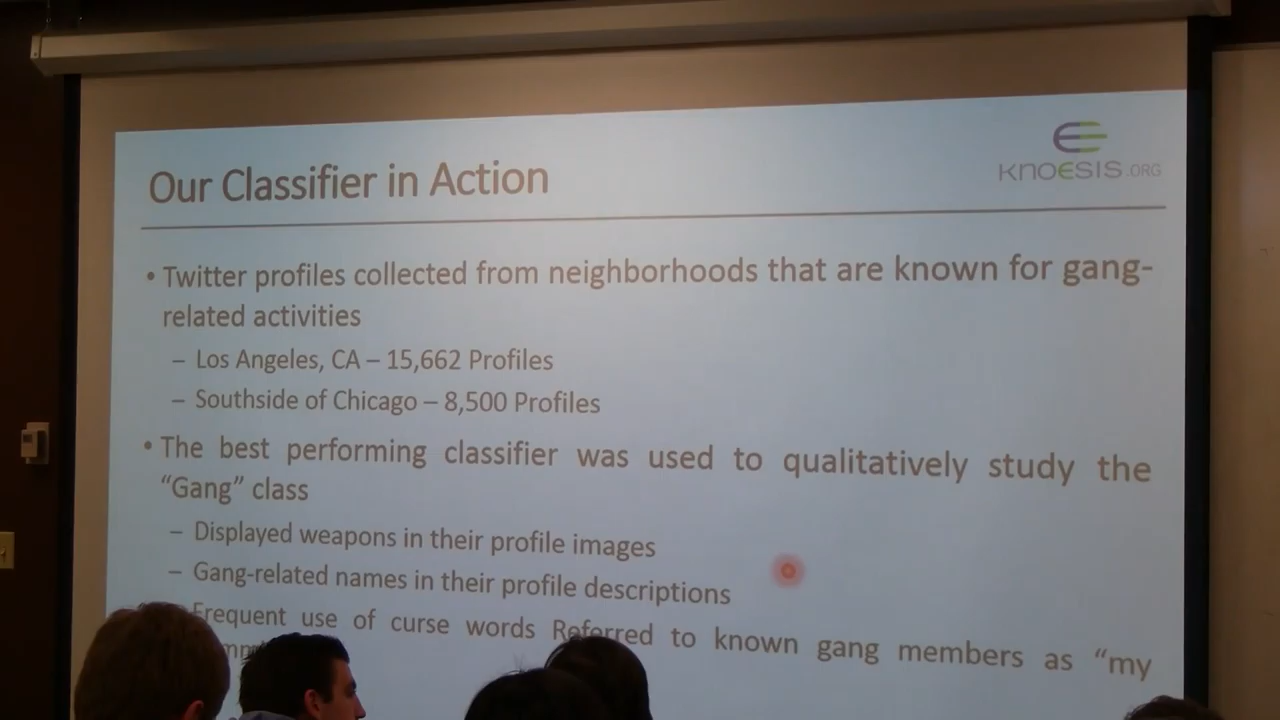 Our Classifier in Action
KNOESIS.ORG
• Twitter profiles collected from neighborhoods that are known for gang-
related activities
– Los Angeles, CA – 15,662 Profiles
– Southside of Chicago – 8,500 Profiles
• The best performing classifier was used to qualitatively study the
“Gang” class
– Displayed weapons in their profile images
– Gang-related names in their profile descriptions
Frequent use of curse words Referred to known gang members as “my